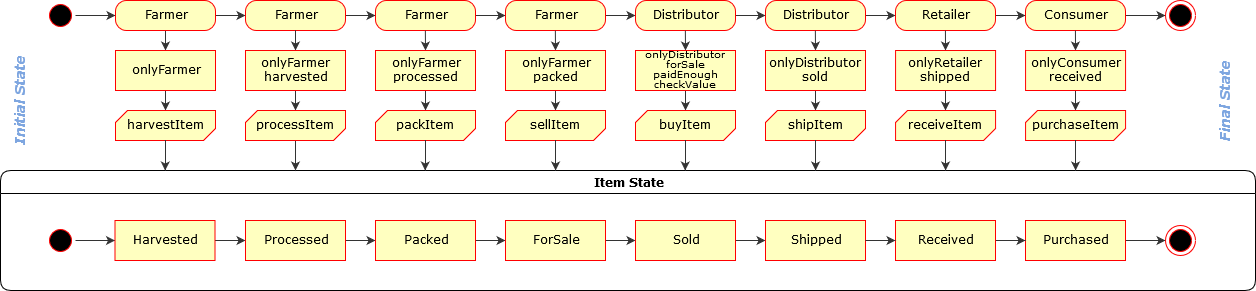 Farmer
Farmer
Farmer
Farmer
Distributor
Distributor
Retailer
Consumer
Initial State
onlyFarmer
onlyFarmer
harvested
onlyFarmer
processed
onlyFarmer
packed
onlyDistributor
forSale
paidEnough
checkValue
onlyDistributor
sold
onlyRetailer
shipped
onlyConsumer
received
Final State
harvestItem
processItem
packItem
sellItem
buyItem
shipItem
receiveItem
purchaseItem
Item State
Harvested
Processed
Packed
ForSale
Sold
Shipped
Received
Purchased